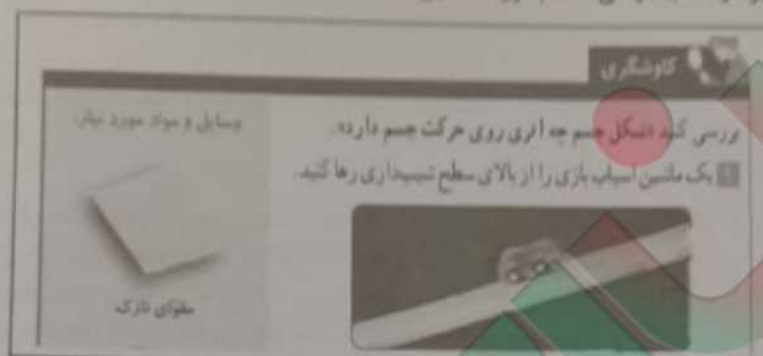 کاوشگری
بررسی کنید «شکل جسم چه اثری روی حرکت جسم دارد».
یک ماشین اسباب بازی را از بالای سطح شیب‌داری رها کنید.
وسایل و مواد مورد نیاز:
مقوای نازک